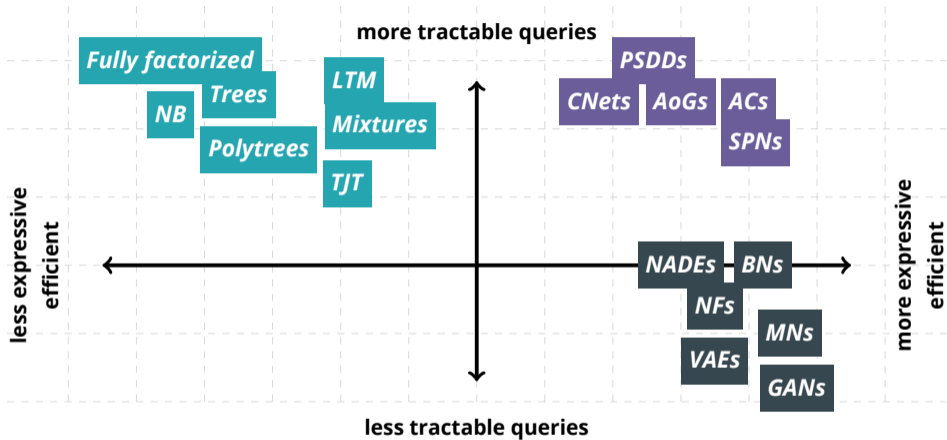 more tractable queries
Fully factorized
PSDDs
LTM
Trees
CNets
AoGs
ACs
NB
Mixtures
SPNs
Polytrees
TJT
less expressive
efficient
more expressive
efficient
NADEs
BNs
NFs
MNs
VAEs
GANs
less tractable queries